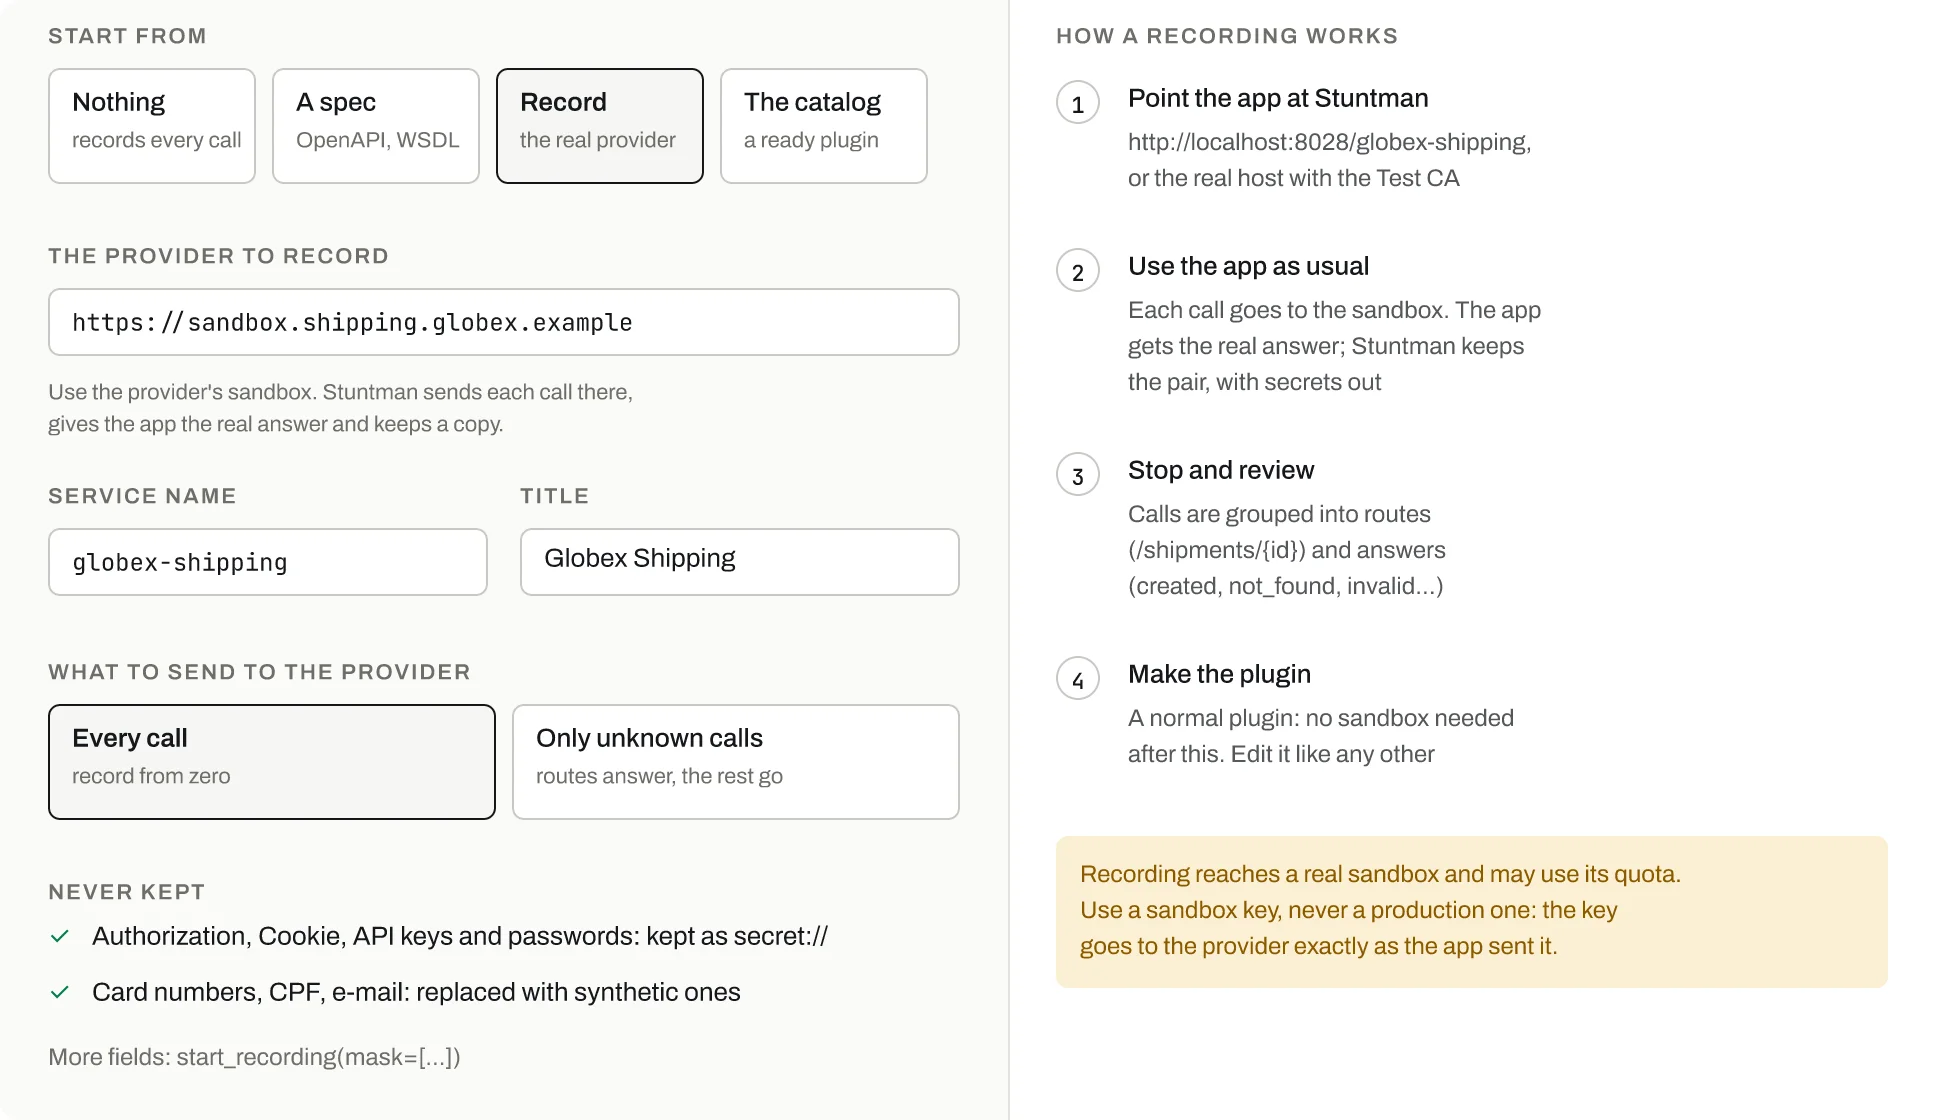 START FROM
Nothing
records every call
A spec
OpenAPI, WSDL
Record
the real provider
The catalog
a ready plugin
THE PROVIDER TO RECORD
https://sandbox.shipping.globex.example
Use the provider's sandbox. Stuntman sends each call there,
gives the app the real answer and keeps a copy.
SERVICE NAME
globex-shipping
TITLE
Globex Shipping
WHAT TO SEND TO THE PROVIDER
Every call
record from zero
Only unknown calls
routes answer, the rest go
NEVER KEPT
Authorization, Cookie, API keys and passwords: kept as secret://
Card numbers, CPF, e-mail: replaced with synthetic ones
More fields: start_recording(mask=[...])
HOW A RECORDING WORKS
1
Point the app at Stuntman
http://localhost:8028/globex-shipping,
or the real host with the Test CA
2
Use the app as usual
Each call goes to the sandbox. The app
gets the real answer; Stuntman keeps
the pair, with secrets out
3
Stop and review
Calls are grouped into routes
(/shipments/{id}) and answers
(created, not_found, invalid...)
4
Make the plugin
A normal plugin: no sandbox needed
after this. Edit it like any other
Recording reaches a real sandbox and may use its quota.
Use a sandbox key, never a production one: the key
goes to the provider exactly as the app sent it.